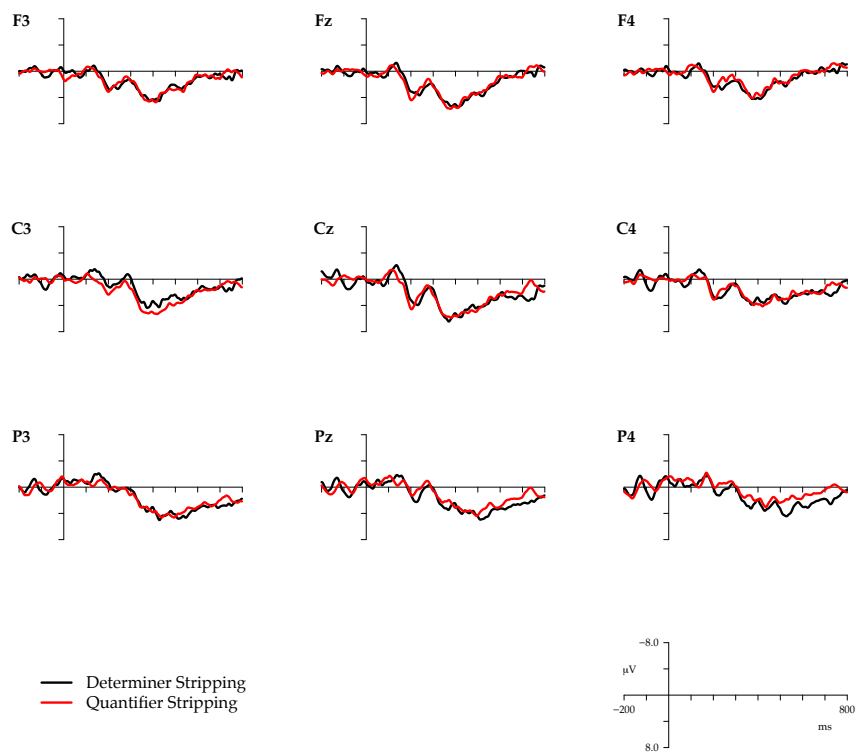 F3 Fz F4
C3 Cz C4
P3 Pz P4
−8.0
μV
−200 800
ms
8.0
Determiner Stripping
Quantifier Stripping